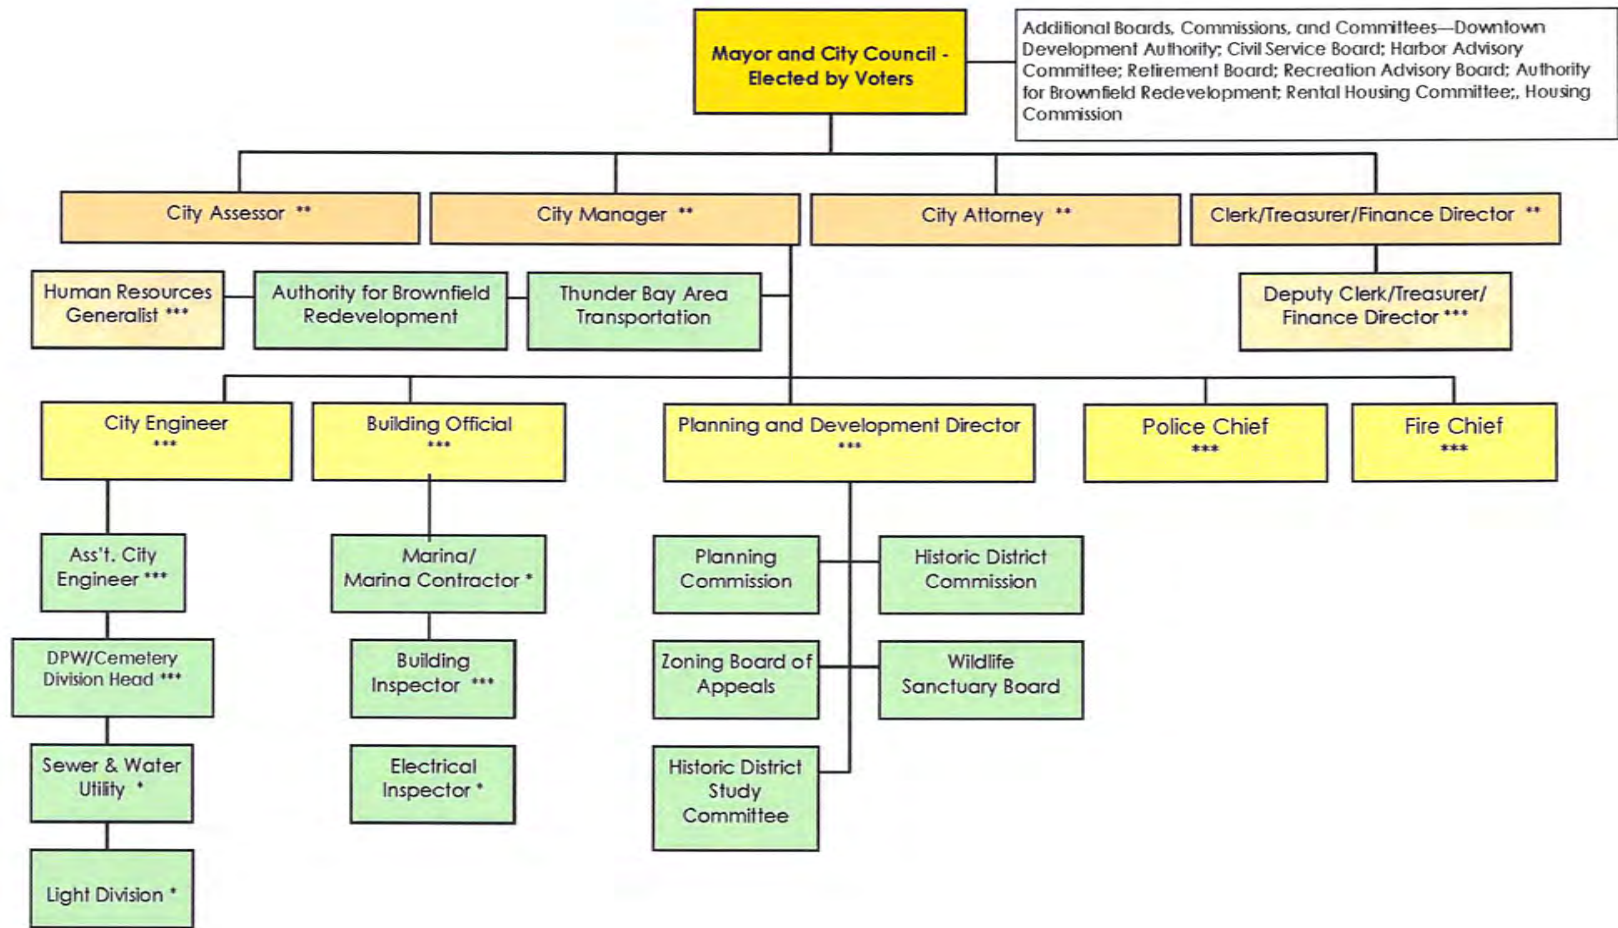 Mayor and City Council -
Elected by Voters
Additional Boards, Commissions, and Committees—Downtown
Development Authority; Civil Service Board; Harbor Advisory
Committee; Retirement Board; Recreation Advisory Board; Authority
for Brownfield Redevelopment; Rental Housing Committee;, Housing
Commission
City Assessor **
City Manager **
City Attorney **
Clerk/Treasurer/Finance Director **
Human Resources
Generalist ***
Authority for Brownfield
Redevelopment
Thunder Bay Area
Transportation
Deputy Clerk/Treasurer/
Finance Director ***
City Engineer
***
Building Official
***
Planning and Development Director
***
Police Chief
***
Fire Chief
***
Ass't. City
Engineer ***
Marina/
Marina Contractor *
Planning
Commission
Historic District
Commission
DPW/Cemetery
Division Head ***
Building
Inspector ***
Zoning Board of
Appeals
Wildlife
Sanctuary Board
Sewer & Water
Utility *
Electrical
Inspector *
Historic District
Study
Committee
Light Division *